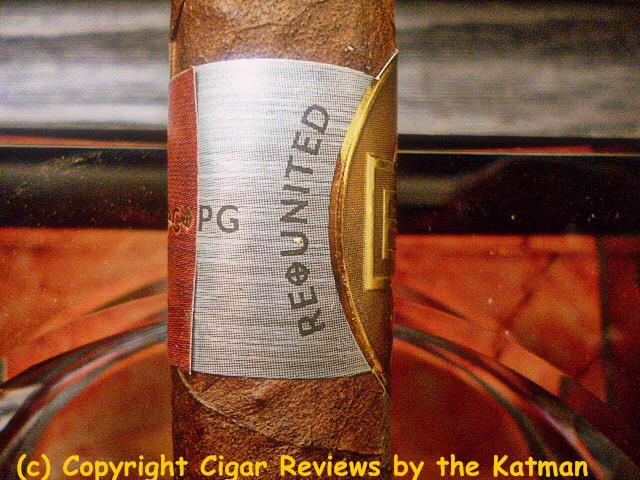 PG
RE⊕UNITED
(c) Copyright Cigar Reviews by the Katman